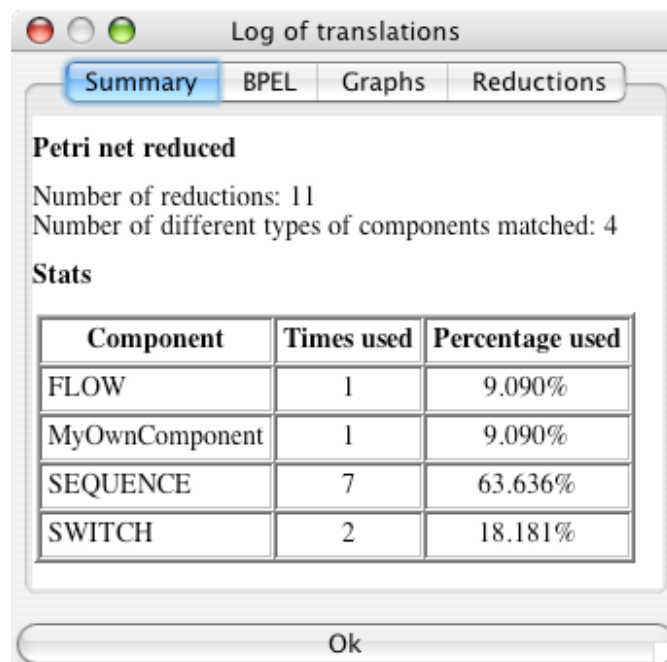 Log of translations
Summary BPEL Graphs Reductions
Petri net reduced
Number of reductions: 11
Number of different types of components matched: 4
Stats
Component Times used Percentage used
FLOW 1 9.090%
MyOwnComponent 1 9.090%
SEQUENCE 7 63.636%
SWITCH 2 18.181%
Ok